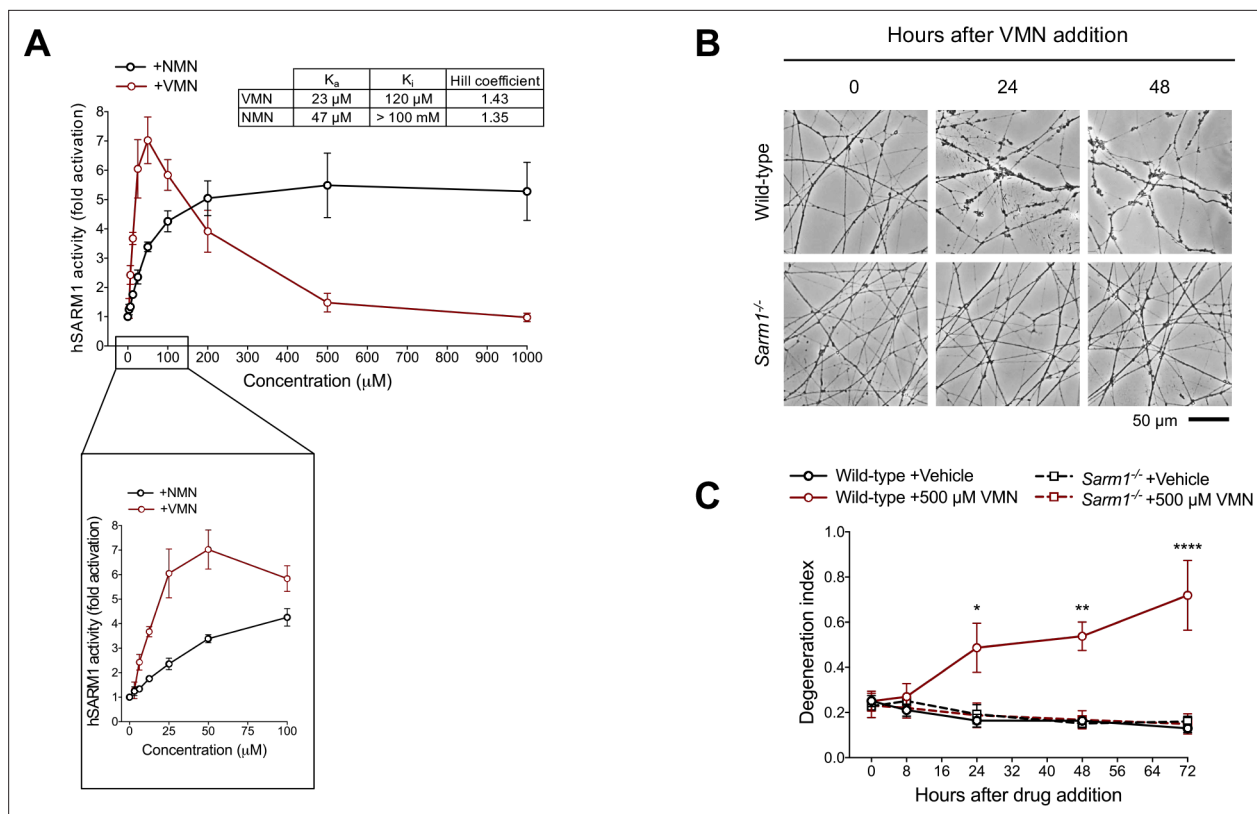 A
+NMN
+VMN
Kₐ Kᵢ Hill coefficient
VMN 23 µM 120 µM 1.43
NMN 47 µM > 100 mM 1.35
hSARM1 activity (fold activation)
8
7
6
5
4
3
2
1
0
0 100 200 300 400 500 600 700 800 900 1000
Concentration (µM)
+NMN
+VMN
hSARM1 activity (fold activation)
8
7
6
5
4
3
2
1
0
0 25 50 75 100
Concentration (µM)
B
Hours after VMN addition
0 24 48
Wild-type
Sarm1⁻/⁻
50 µm
C
Wild-type +Vehicle Sarm1⁻/⁻ +Vehicle
Wild-type +500 µM VMN Sarm1⁻/⁻ +500 µM VMN
Degeneration index
1.0
0.8
0.6
0.4
0.2
0.0
* ** ****
0 8 16 24 32 40 48 56 64 72
Hours after drug addition